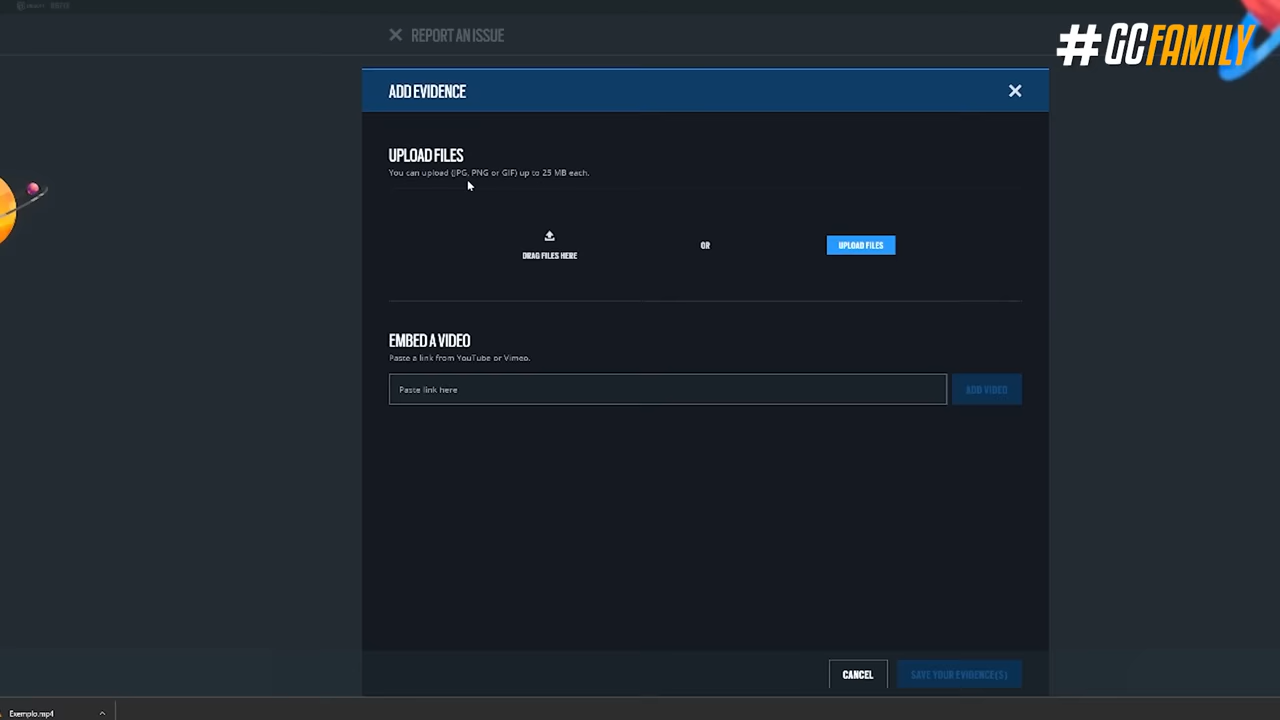 REPORT AN ISSUE
#GCFAMILY
ADD EVIDENCE
UPLOAD FILES
You can upload (JPG, PNG or GIF) up to 25 MB each.
DRAG FILES HERE
OR
UPLOAD FILES
EMBED A VIDEO
Paste a link from YouTube or Vimeo.
Paste link here
ADD VIDEO
CANCEL
SAVE YOUR EVIDENCE(S)
Exemplo.mp4